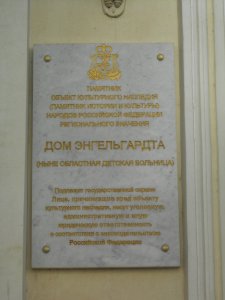 ПАМЯТНИК
ОБЪЕКТ КУЛЬТУРНОГО НАСЛЕДИЯ
(ПАМЯТНИК ИСТОРИИ И КУЛЬТУРЫ)
НАРОДОВ РОССИЙСКОЙ ФЕДЕРАЦИИ
РЕГИОНАЛЬНОГО ЗНАЧЕНИЯ
ДОМ ЭНГЕЛЬГАРДТА
(НЫНЕ ОБЛАСТНАЯ ДЕТСКАЯ БОЛЬНИЦА)
Подлежит государственной охране
Лица, причинившие вред объекту
культурного наследия, несут уголовную,
административную и иную
юридическую ответственность
в соответствии с законодательством
Российской Федерации